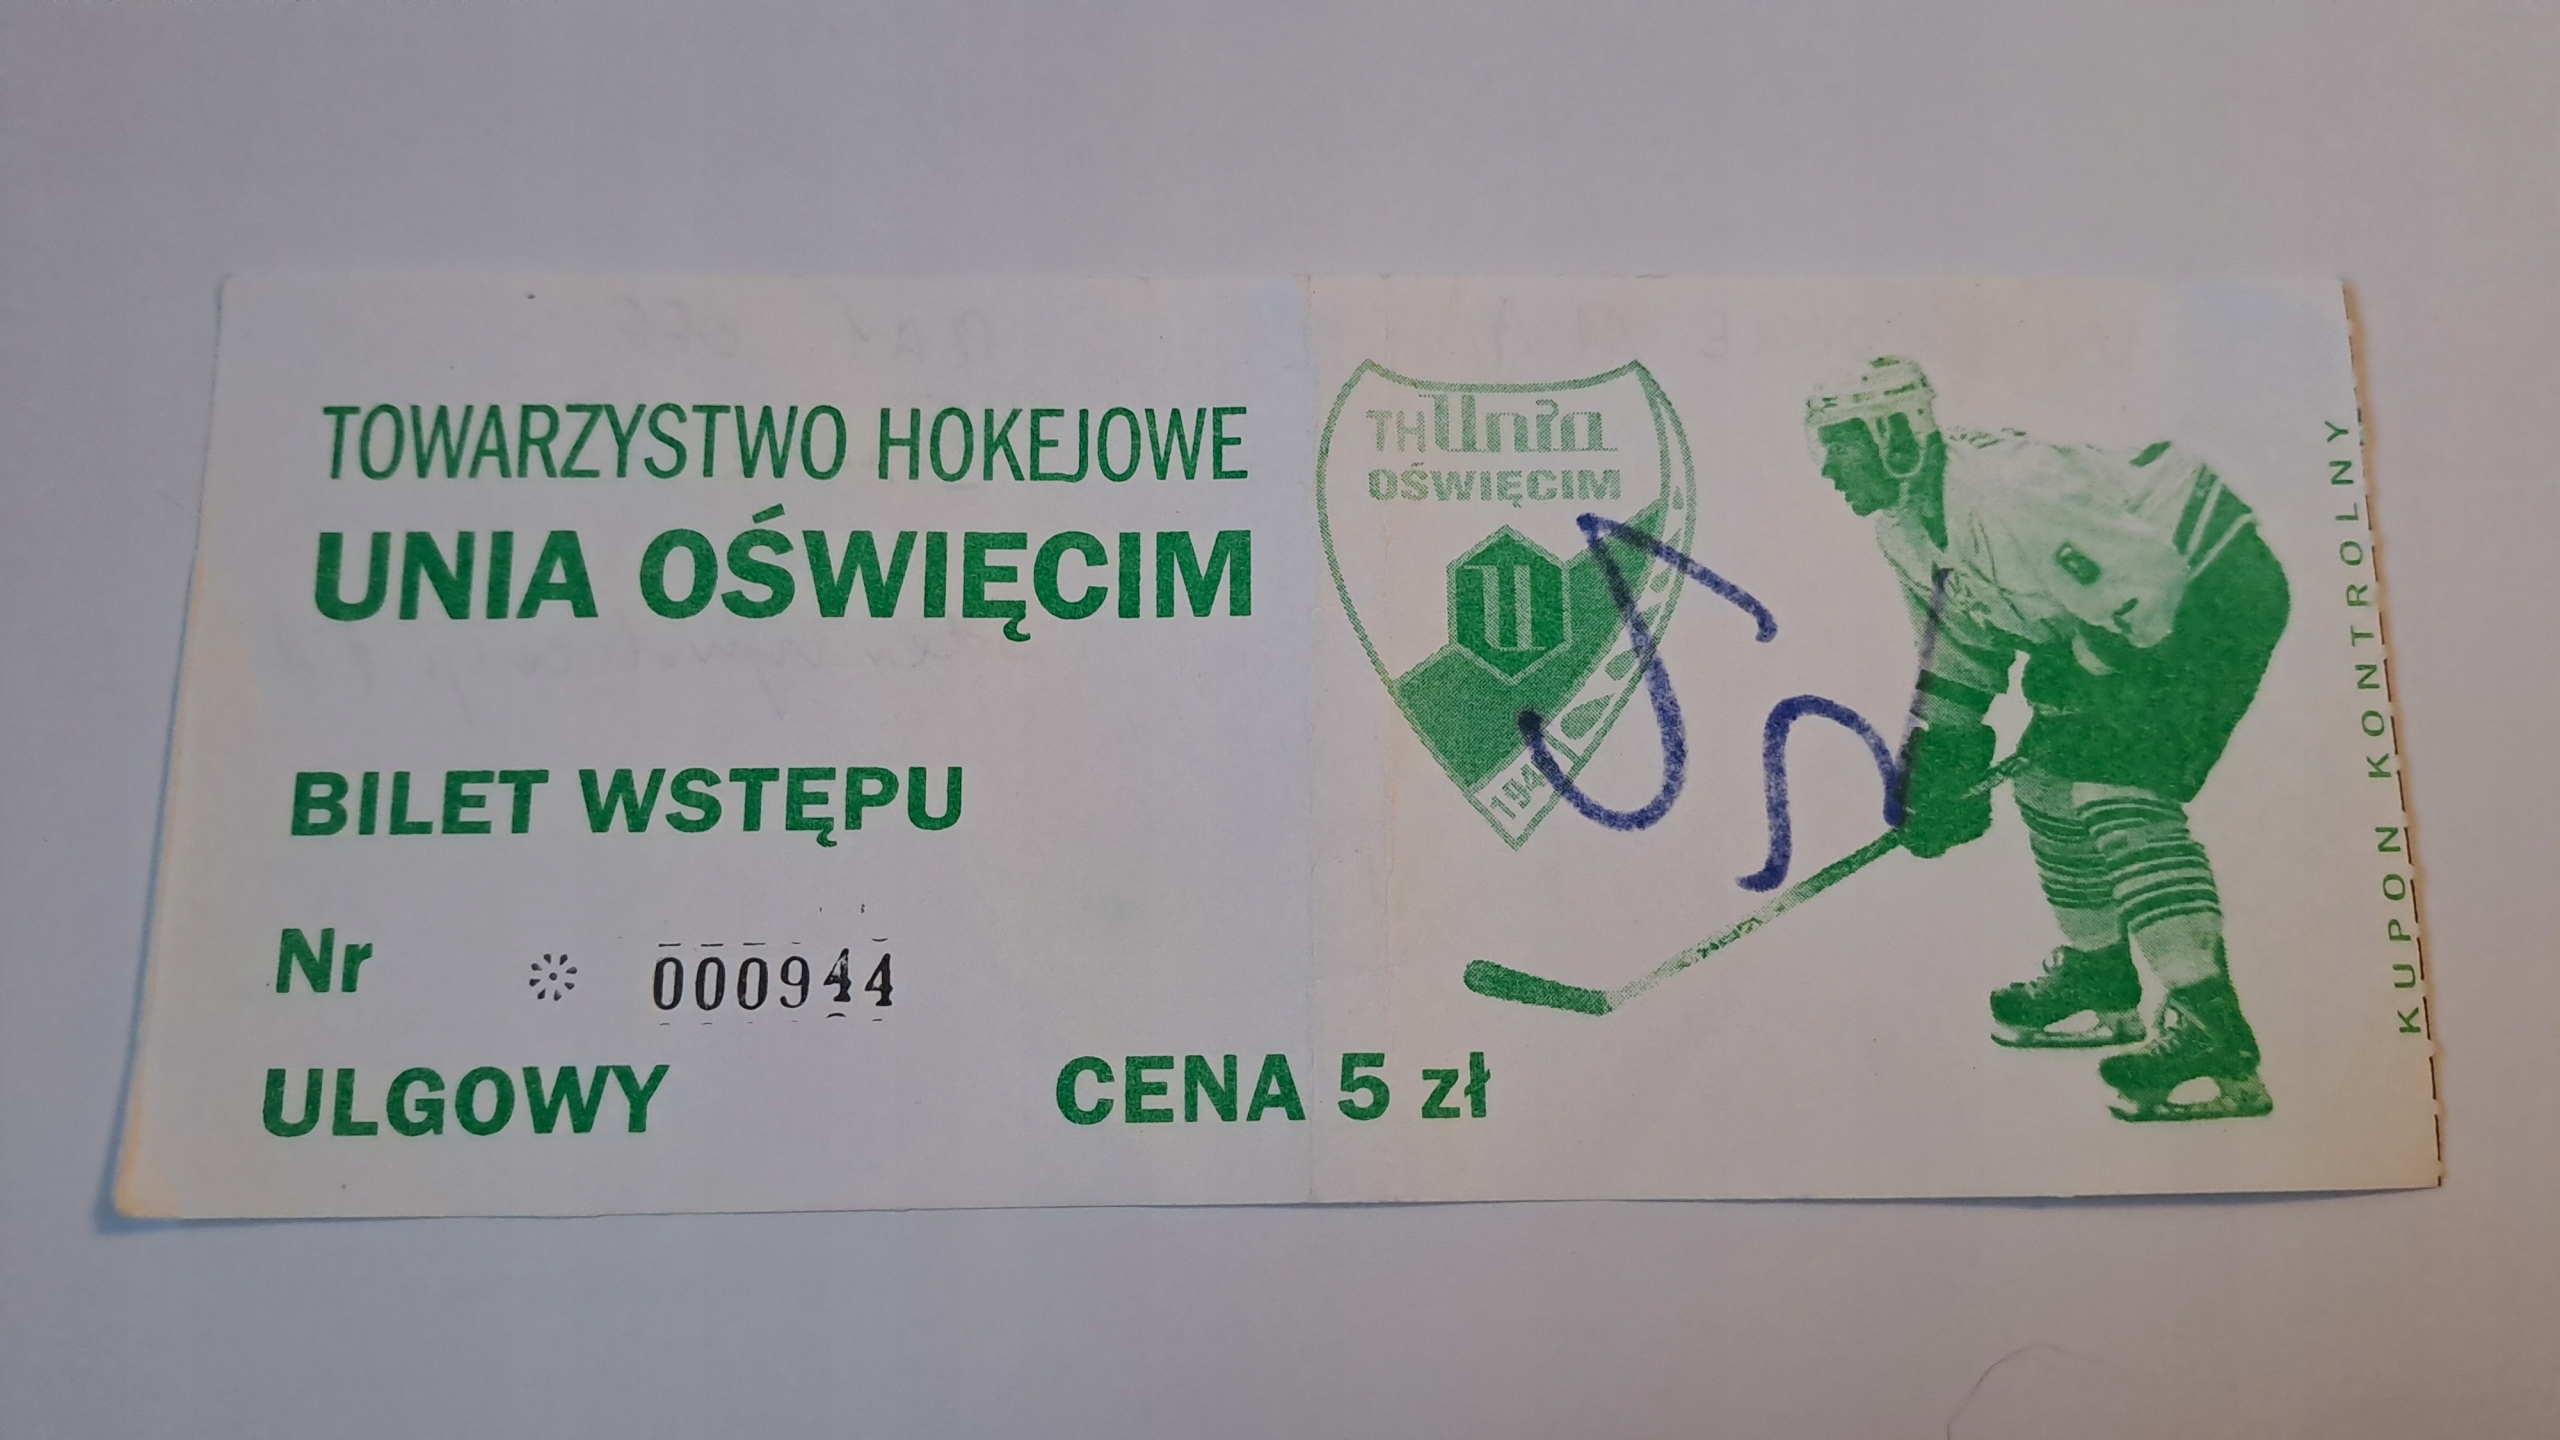 TOWARZYSTWO HOKEJOWE
UNIA OŚWIĘCIM
BILET WSTĘPU
Nr * 000944
ULGOWY
CENA 5 zł
TH Unia
OŚWIĘCIM
KUPON KONTROLNY